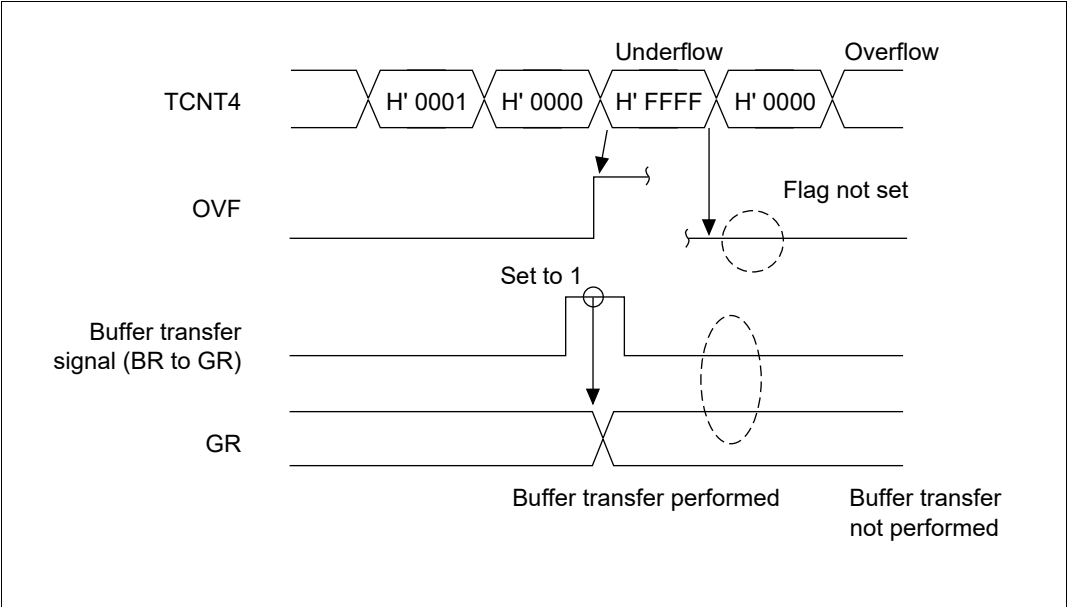 Underflow
Overflow
TCNT4
H' 0001
H' 0000
H' FFFF
H' 0000
OVF
Flag not set
Set to 1
Buffer transfer
signal (BR to GR)
GR
Buffer transfer performed
Buffer transfer
not performed